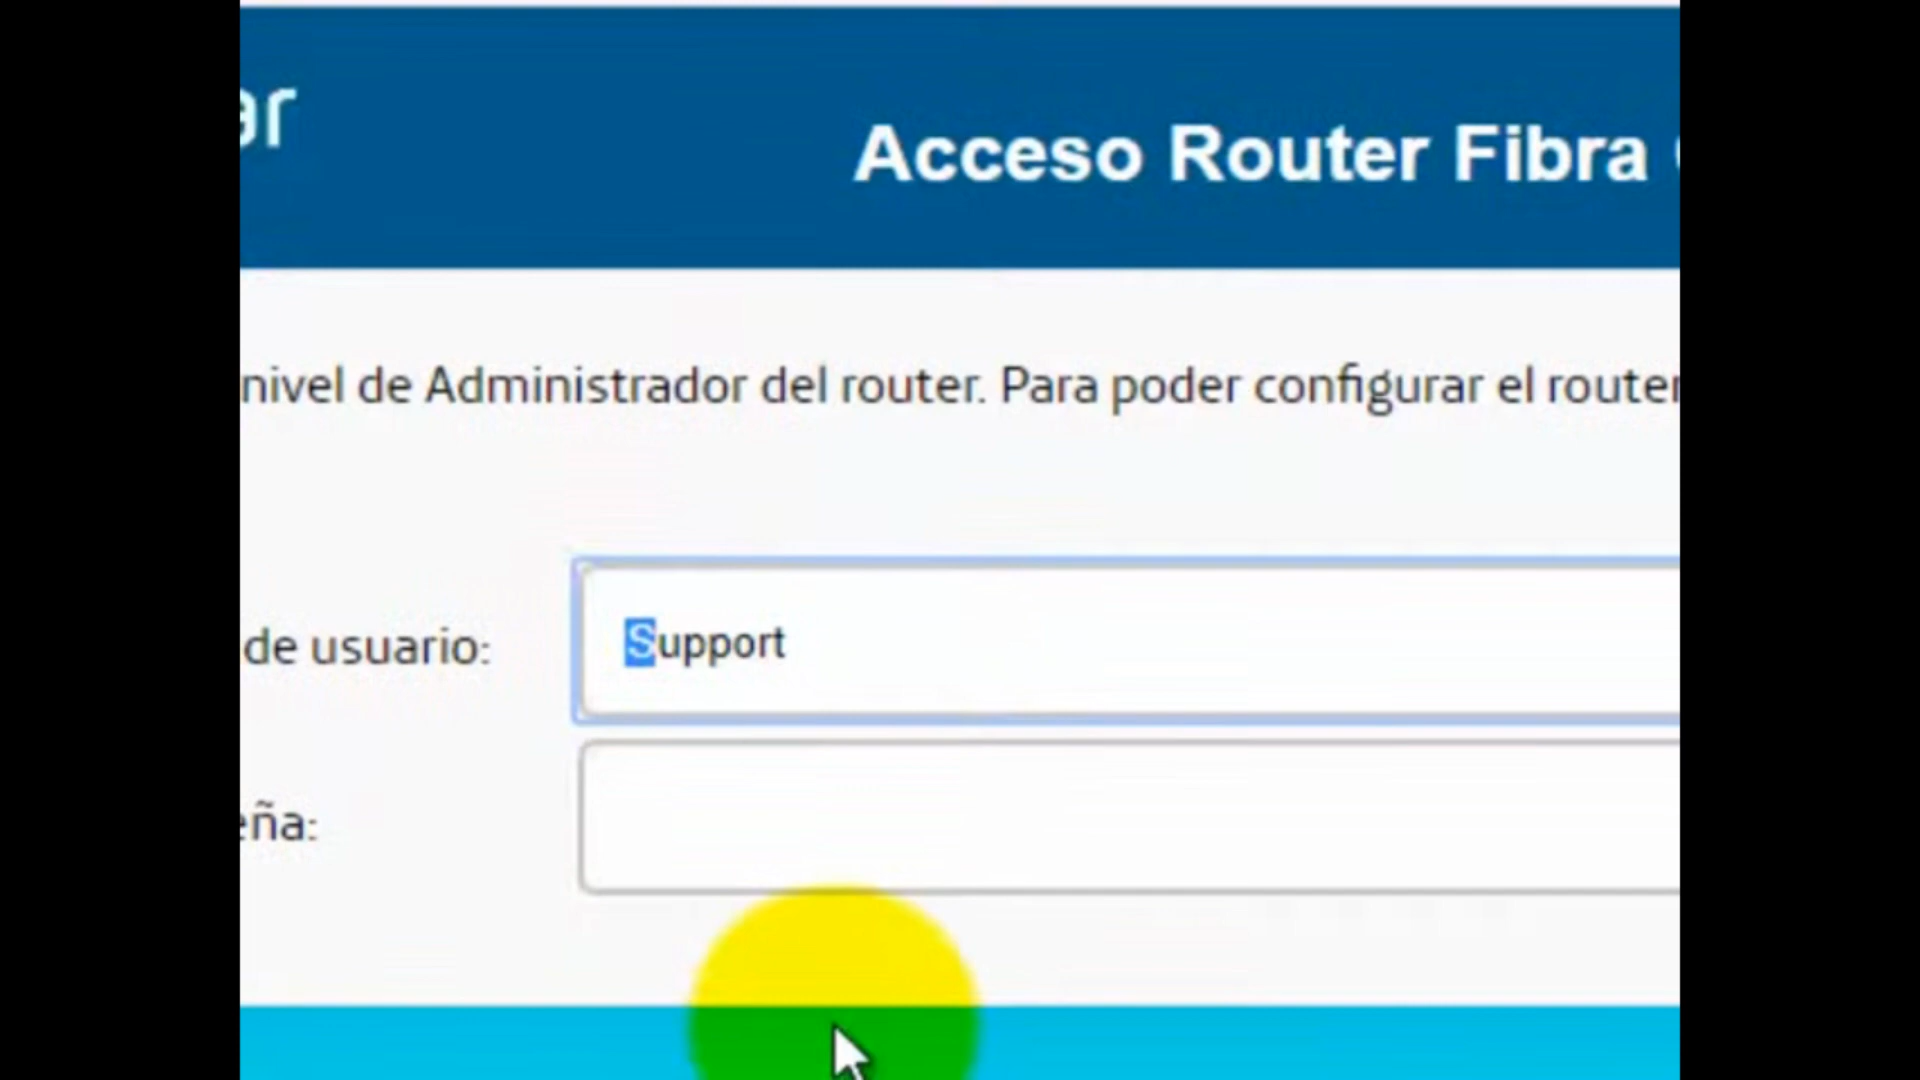 ar
Acceso Router Fibra
nivel de Administrador del router. Para poder configurar el router
de usuario:
Support
eña: